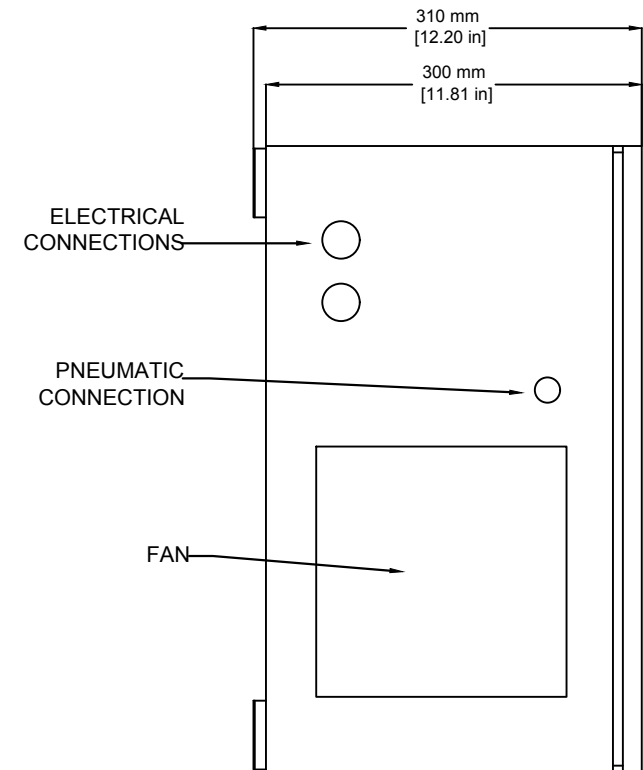 310 mm
[12.20 in]
300 mm
[11.81 in]
ELECTRICAL
CONNECTIONS
PNEUMATIC
CONNECTION
FAN